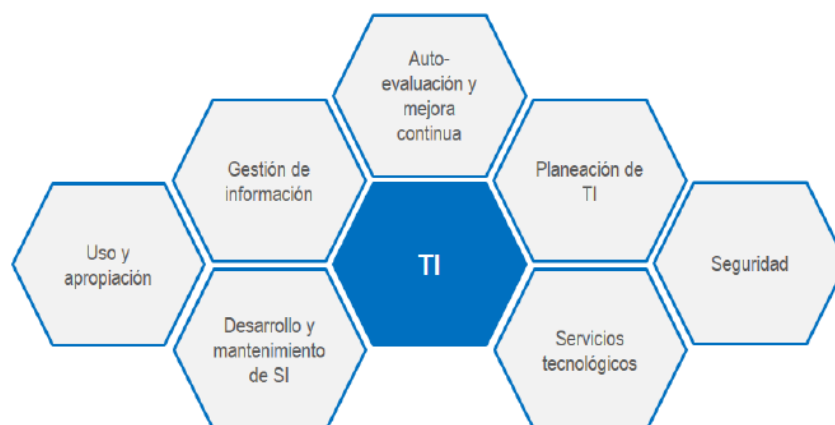 Auto-
evaluación y
mejora
continua
Gestión de
información
Planeación de
TI
Uso y
apropiación
TI
Seguridad
Desarrollo y
mantenimiento
de SI
Servicios
tecnológicos